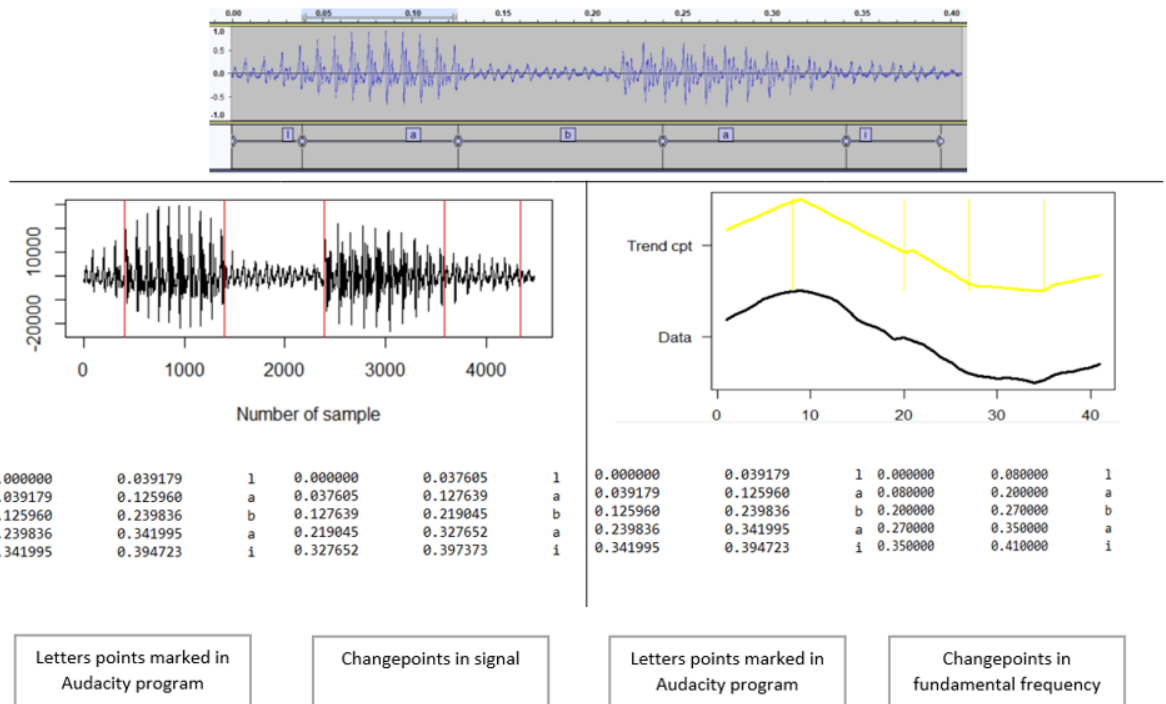 0.00 0.05 0.10 0.15 0.20 0.25 0.30 0.35 0.40
1.0
0.5
0.0
-0.5
-1.0
l a b a i
10000
-20000
0 1000 2000 3000 4000
Number of sample
Trend cpt
Data
0 10 20 30 40
.000000 0.039179 l 0.000000 0.037605 l
.039179 0.125960 a 0.037605 0.127639 a
.125960 0.239836 b 0.127639 0.219045 b
.239836 0.341995 a 0.219045 0.327652 a
.341995 0.394723 i 0.327652 0.397373 i
0.000000 0.039179 l 0.000000 0.080000 l
0.039179 0.125960 a 0.080000 0.200000 a
0.125960 0.239836 b 0.200000 0.270000 b
0.239836 0.341995 a 0.270000 0.350000 a
0.341995 0.394723 i 0.350000 0.410000 i
Letters points marked in
Audacity program
Changepoints in signal
Letters points marked in
Audacity program
Changepoints in
fundamental frequency